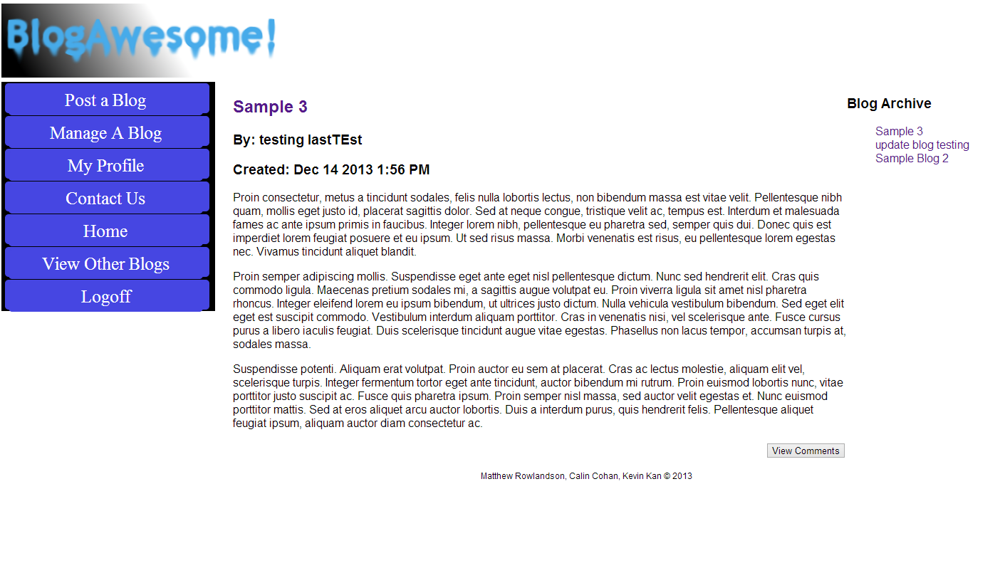 BlogAwesome!
Post a Blog
Manage A Blog
My Profile
Contact Us
Home
View Other Blogs
Logoff
Sample 3
By: testing lastTEst
Created: Dec 14 2013 1:56 PM
Proin consectetur, metus a tincidunt sodales, felis nulla lobortis lectus, non bibendum massa est vitae velit. Pellentesque nibh
quam, mollis eget justo id, placerat sagittis dolor. Sed at neque congue, tristique velit ac, tempus est. Interdum et malesuada
fames ac ante ipsum primis in faucibus. Integer lorem nibh, pellentesque eu pharetra sed, semper quis dui. Donec quis est
imperdiet lorem feugiat posuere et eu ipsum. Ut sed risus massa. Morbi venenatis est risus, eu pellentesque lorem egestas
nec. Vivamus tincidunt aliquet blandit.
Proin semper adipiscing mollis. Suspendisse eget ante eget nisl pellentesque dictum. Nunc sed hendrerit elit. Cras quis
commodo ligula. Maecenas pretium sodales mi, a sagittis augue volutpat eu. Proin viverra ligula sit amet nisl pharetra
rhoncus. Integer eleifend lorem eu ipsum bibendum, ut ultrices justo dictum. Nulla vehicula vestibulum bibendum. Sed eget elit
eget est suscipit commodo. Vestibulum interdum aliquam porttitor. Cras in venenatis nisi, vel scelerisque ante. Fusce cursus
purus a libero iaculis feugiat. Duis scelerisque tincidunt augue vitae egestas. Phasellus non lacus tempor, accumsan turpis at,
sodales massa.
Suspendisse potenti. Aliquam erat volutpat. Proin auctor eu sem at placerat. Cras ac lectus molestie, aliquam elit vel,
scelerisque turpis. Integer fermentum tortor eget ante tincidunt, auctor bibendum mi rutrum. Proin euismod lobortis nunc, vitae
porttitor justo suscipit ac. Fusce quis pharetra ipsum. Proin semper nisl massa, sed auctor velit egestas et. Nunc euismod
porttitor mattis. Sed at eros aliquet arcu auctor lobortis. Duis a interdum purus, quis hendrerit felis. Pellentesque aliquet
feugiat ipsum, aliquam auctor diam consectetur ac.
View Comments
Blog Archive
Sample 3
update blog testing
Sample Blog 2
Matthew Rowlandson, Calin Cohan, Kevin Kan © 2013